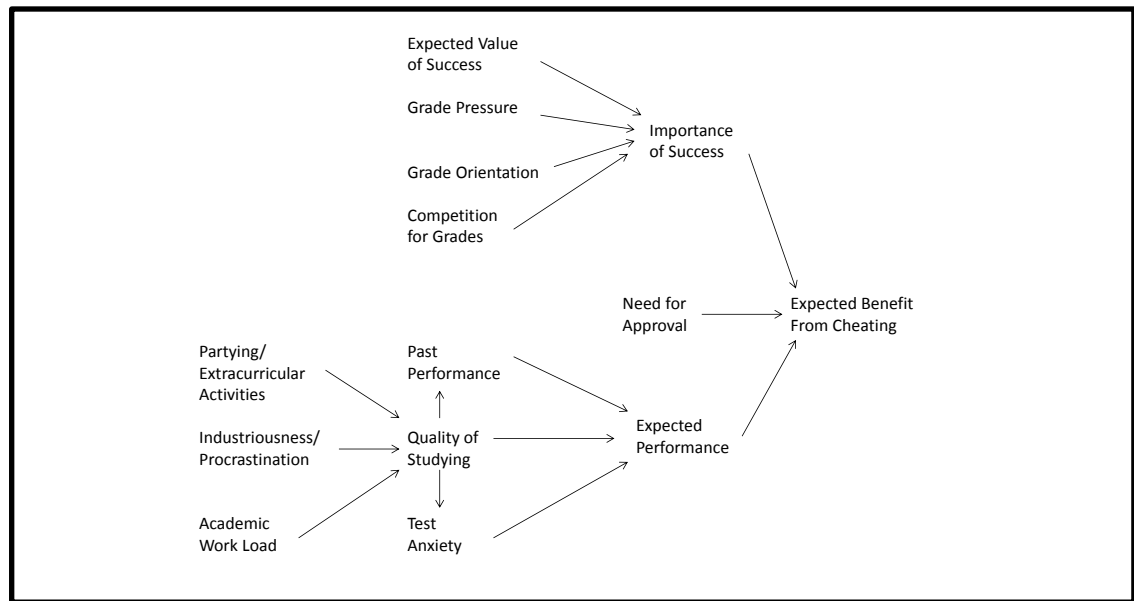 Expected Value
of Success
Grade Pressure
Importance
of Success
Grade Orientation
Competition
for Grades
Need for
Approval
Expected Benefit
From Cheating
Partying/
Extracurricular
Activities
Past
Performance
Expected
Performance
Industriousness/
Procrastination
Quality of
Studying
Academic
Work Load
Test
Anxiety